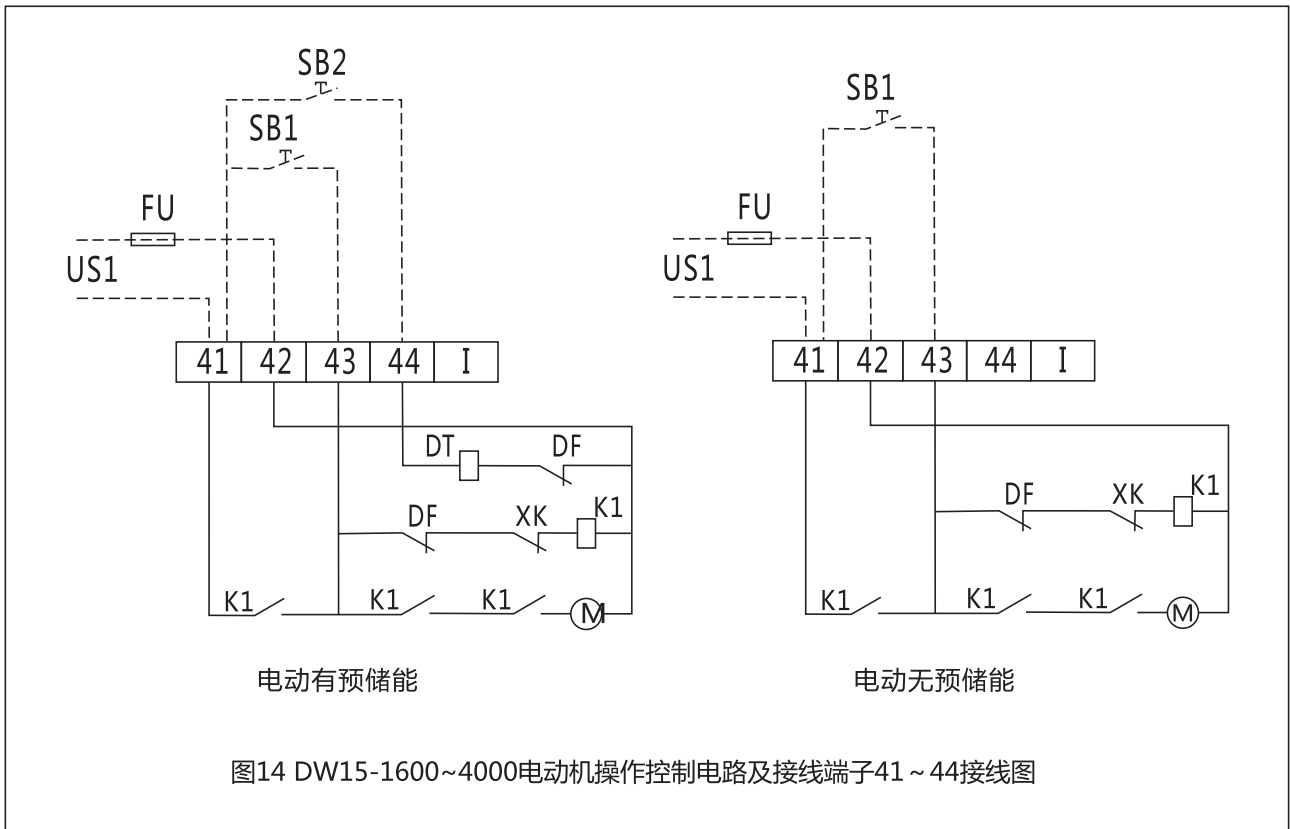 SB2
SB1
FU
US1
41 42 43 44 I
DT DF
DF XK K1
K1 K1 K1 M
电动有预储能
SB1
FU
US1
41 42 43 44 I
DF XK K1
K1 K1 K1 M
电动无预储能
图14 DW15-1600~4000电动机操作控制电路及接线端子41～44接线图